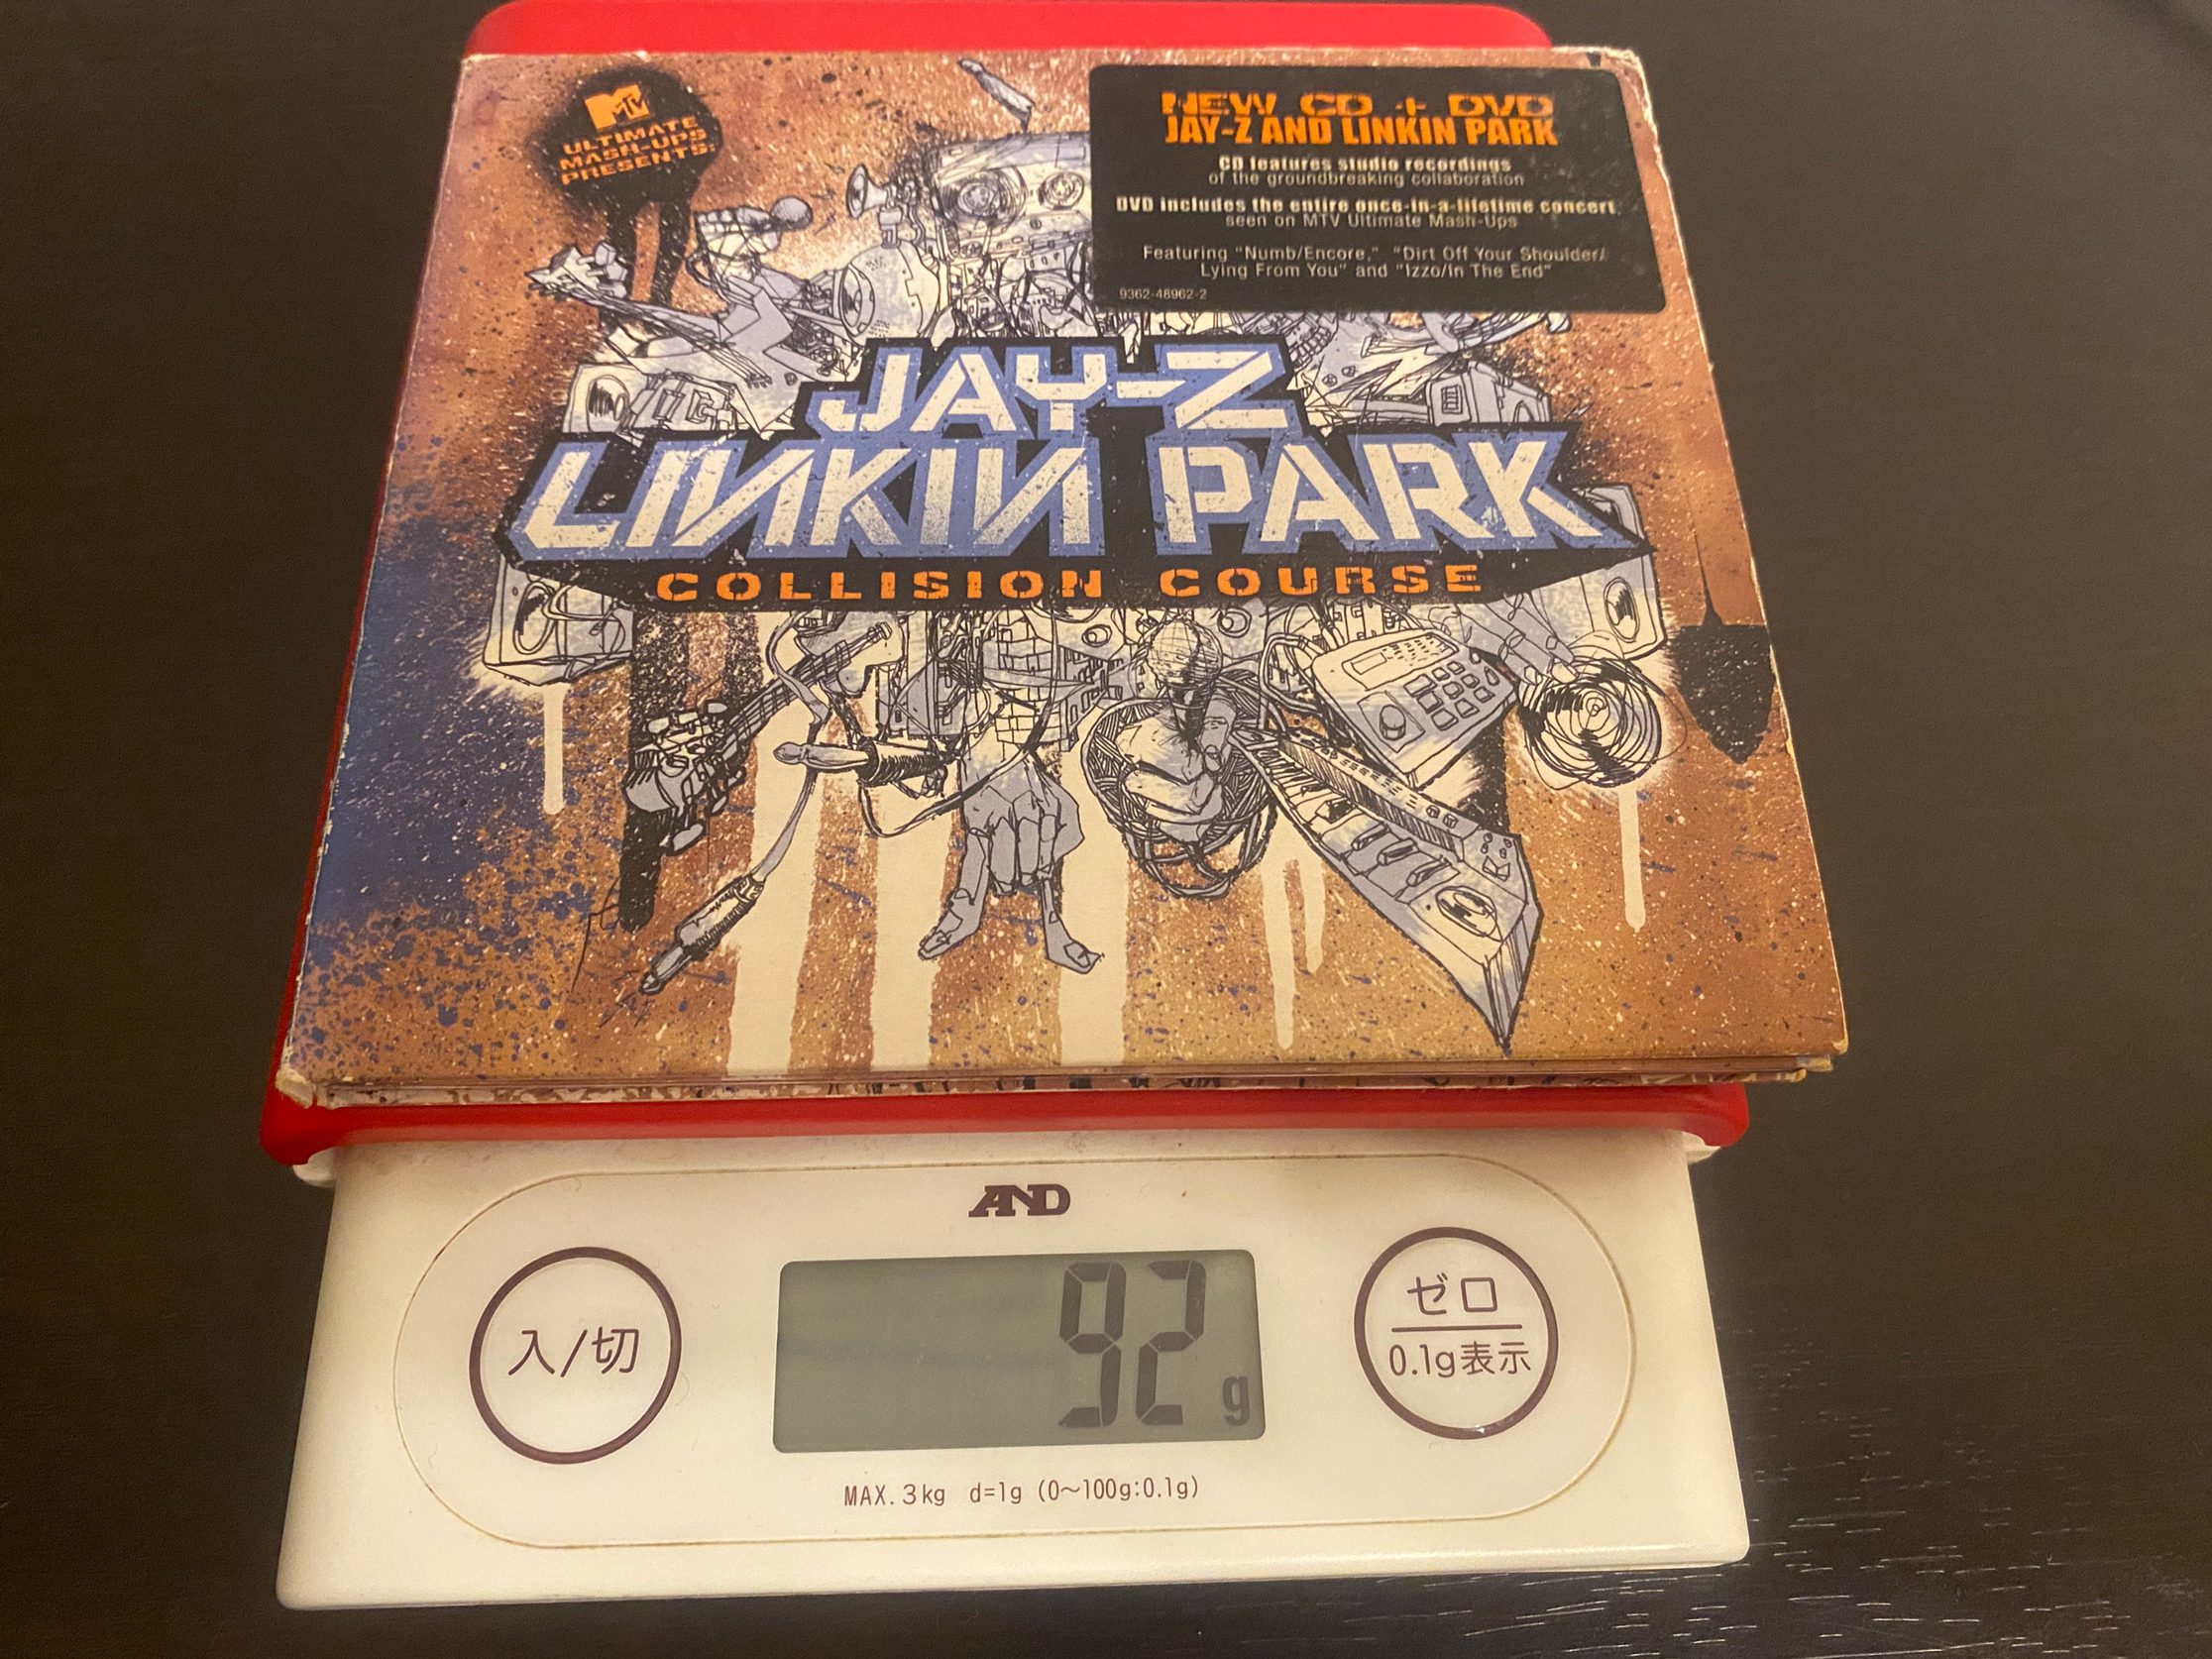 MTV
ULTIMATE
MASH-UPS
PRESENTS:
NEW CD + DVD
JAY-Z AND LINKIN PARK
CD features studio recordings
of the groundbreaking collaboration
DVD includes the entire once-in-a-lifetime concert
seen on MTV Ultimate Mash-Ups
Featuring "Numb/Encore," "Dirt Off Your Shoulder/
Lying From You" and "Izzo/In The End"
9362-48962-2
JAY-Z
LINKIN PARK
COLLISION COURSE
AND
入/切
92 g
ゼロ
0.1g表示
MAX. 3kg d=1g (0〜100g:0.1g)